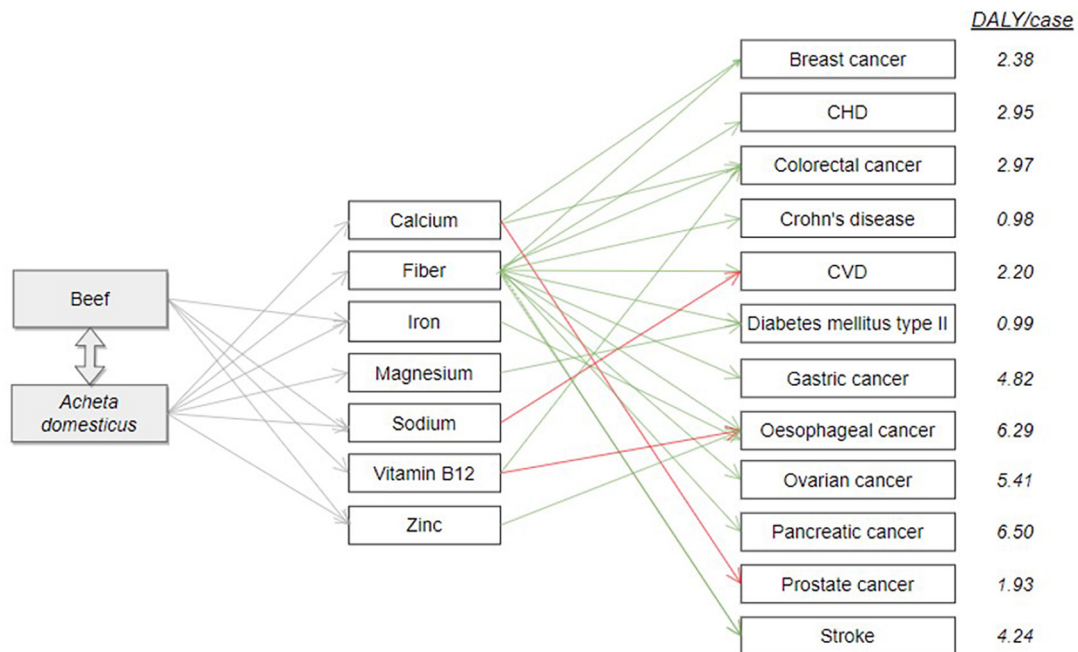 DALY/case
Breast cancer 2.38
CHD 2.95
Colorectal cancer 2.97
Calcium
Crohn's disease 0.98
Fiber
Beef
CVD 2.20
Iron
Diabetes mellitus type II 0.99
Magnesium
Gastric cancer 4.82
Acheta
domesticus
Sodium
Oesophageal cancer 6.29
Vitamin B12
Ovarian cancer 5.41
Zinc
Pancreatic cancer 6.50
Prostate cancer 1.93
Stroke 4.24